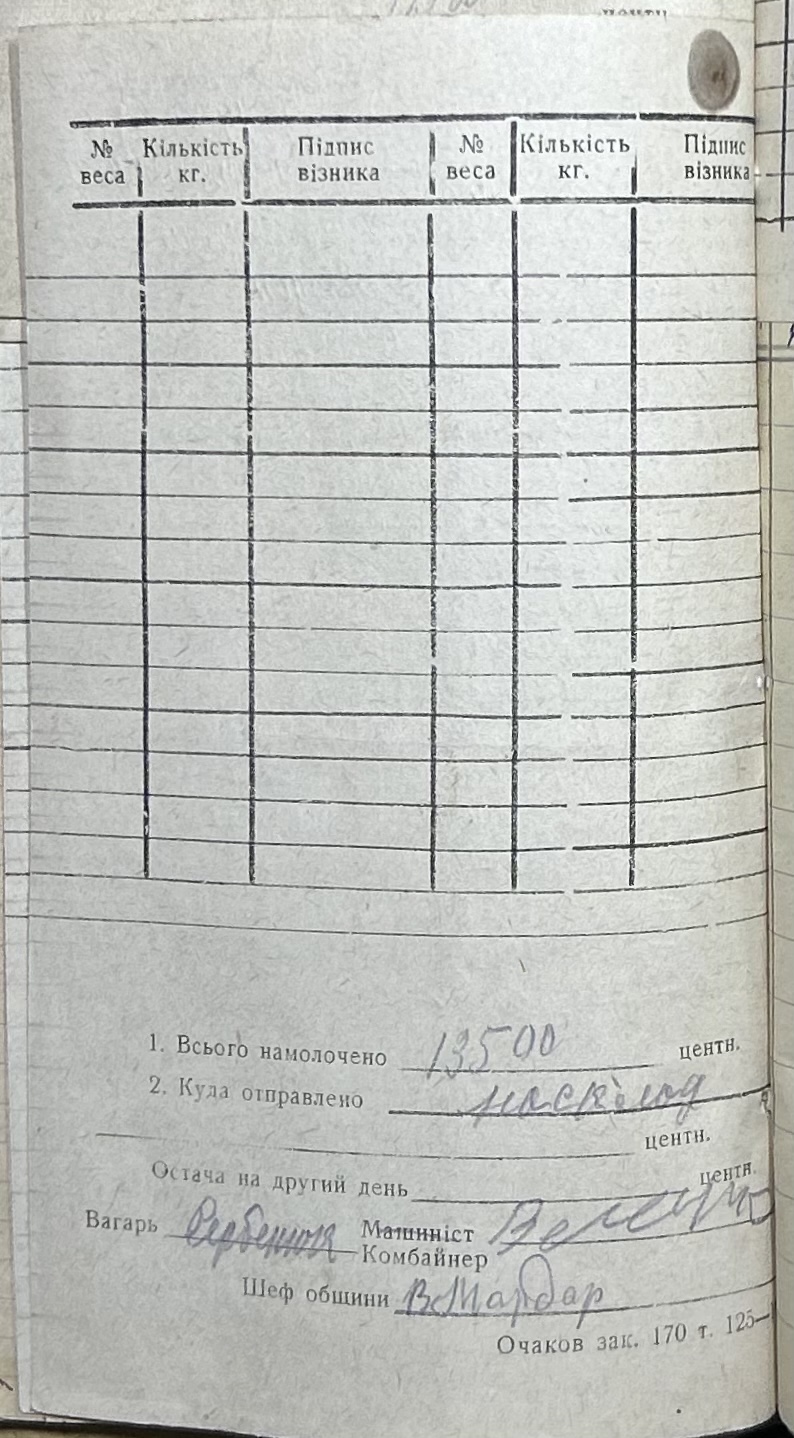 № веса Кількість кг. Підпис візника № веса Кількість кг. Підпис візника
1. Всього намолочено 13500 центн.
2. Куда отправлено на склад
центн.
Остача на другий день центн.
Вагарь Машиніст
Комбайнер
Шеф общини В. Мардар
Очаков зак. 170 т. 125—